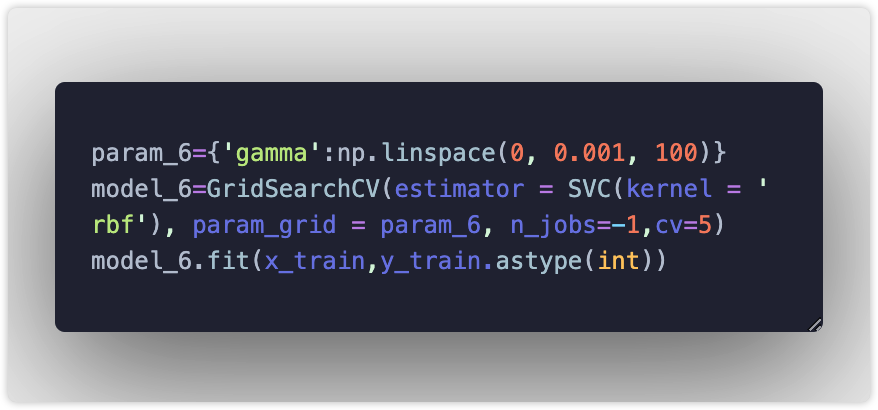 param_6={'gamma':np.linspace(0, 0.001, 100)}
model_6=GridSearchCV(estimator = SVC(kernel = '
rbf'), param_grid = param_6, n_jobs=-1,cv=5)
model_6.fit(x_train,y_train.astype(int))